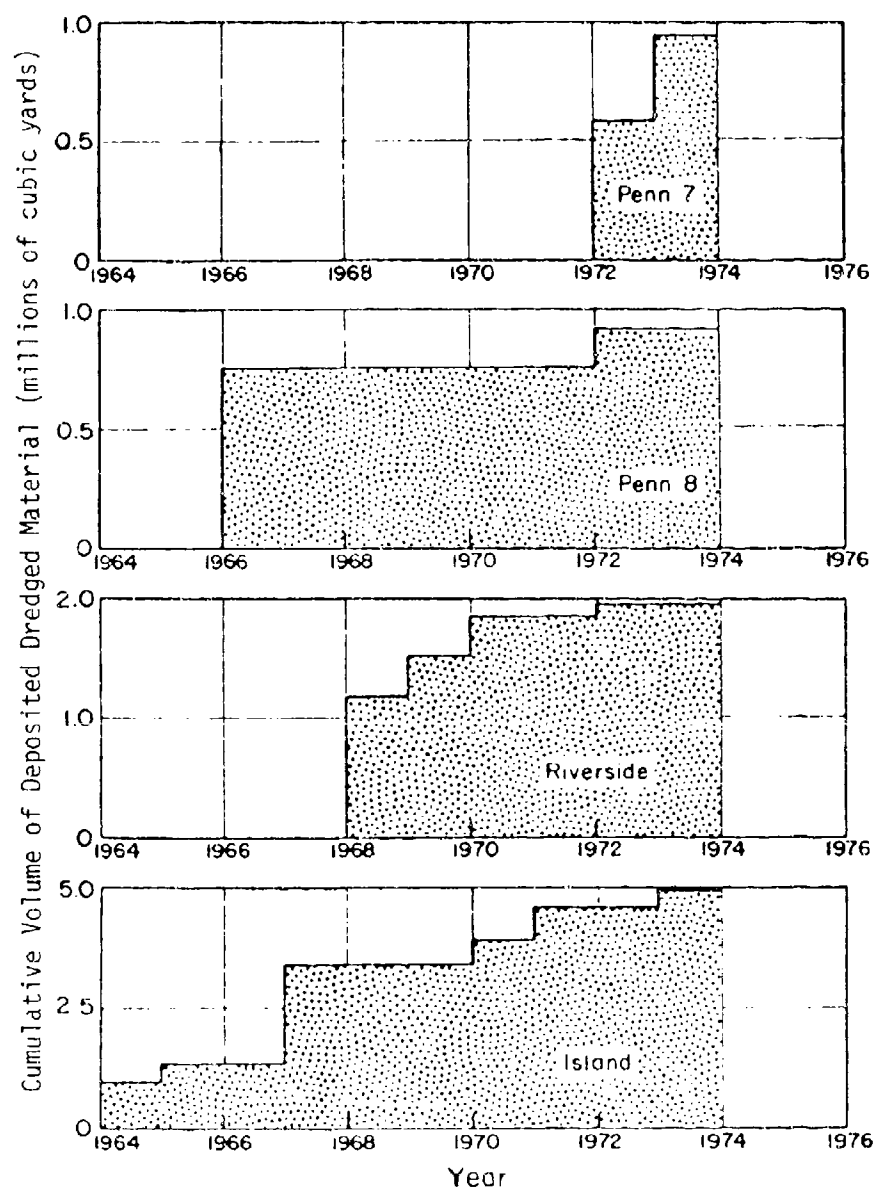 Cumulative Volume of Deposited Dredged Material (millions of cubic yards)
1.0
0.5
0
1964 1966 1968 1970 1972 1974 1976
Penn 7
1.0
0.5
0
1964 1966 1968 1970 1972 1974 1976
Penn 8
2.0
1.0
0
1964 1966 1968 1970 1972 1974 1976
Riverside
5.0
2 5
0
1964 1966 1968 1970 1972 1974 1976
Island
Year